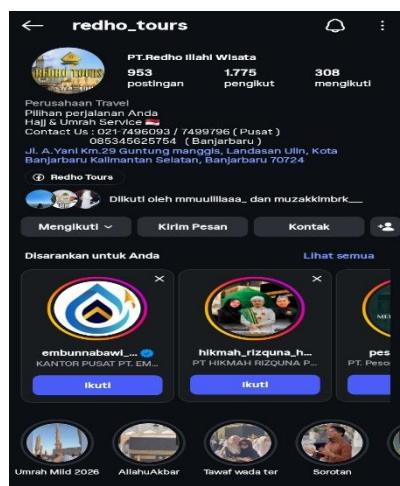 redho_tours
REDHO TOURS
PT.Redho Illahi Wisata
953 1.775 308
postingan pengikut mengikuti
Perusahaan Travel
Pilihan perjalanan Anda
Hajj & Umrah Service
Contact Us : 021-7496093 / 7499796 ( Pusat )
085345625754 ( Banjarbaru )
Jl. A.Yani Km.29 Guntung manggis, Landasan Ulin, Kota
Banjarbaru Kalimantan Selatan, Banjarbaru 70724
Redho Tours
Diikuti oleh mmuullllaaa_ dan muzakkimbrk__
Mengikuti Kirim Pesan Kontak
Disarankan untuk Anda Lihat semua
embunnabawi_... hikmah_rizquna_h... pes
KANTOR PUSAT PT. EM... PT HIKMAH RIZQUNA P... PT. Peso
Ikuti Ikuti
Umrah Mild 2026 AllahuAkbar Tawaf wada ter Sorotan